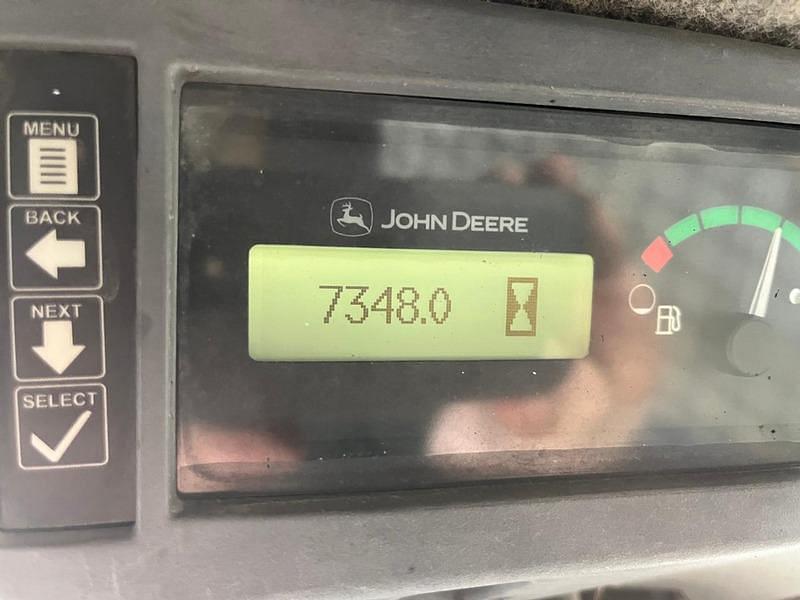 MENU
BACK
NEXT
SELECT
JOHN DEERE
7348.0